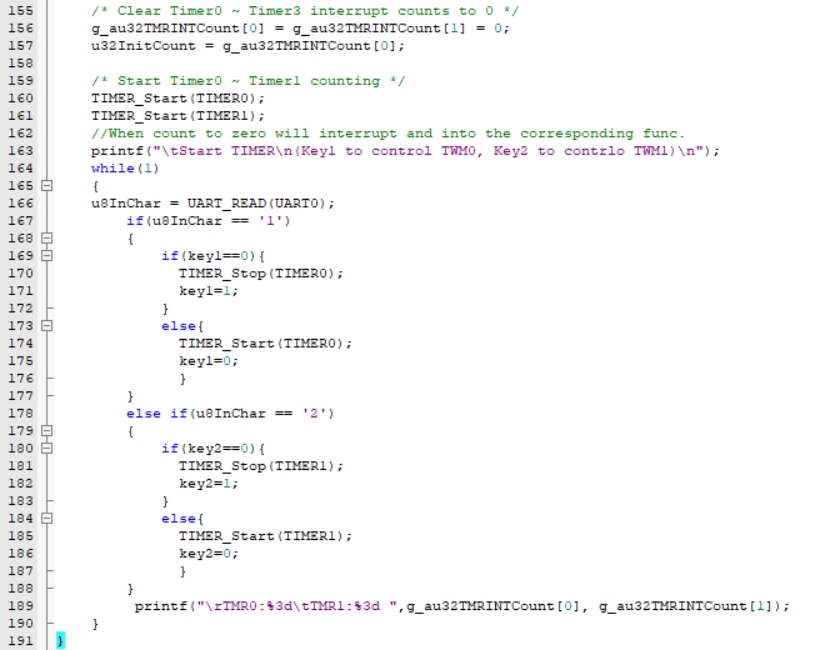 155 /* Clear Timer0 ~ Timer3 interrupt counts to 0 */
156 g_au32TMRINTCount[0] = g_au32TMRINTCount[1] = 0;
157 u32InitCount = g_au32TMRINTCount[0];
158
159 /* Start Timer0 ~ Timer1 counting */
160 TIMER_Start(TIMER0);
161 TIMER_Start(TIMER1);
162 //When count to zero will interrupt and into the corresponding func.
163 printf("\tStart TIMER\n(Key1 to control TWM0, Key2 to contrlo TWM1)\n");
164 while(1)
165 {
166 u8InChar = UART_READ(UART0);
167 if(u8InChar == '1')
168 {
169 if(key1==0){
170 TIMER_Stop(TIMER0);
171 key1=1;
172 }
173 else{
174 TIMER_Start(TIMER0);
175 key1=0;
176 }
177 }
178 else if(u8InChar == '2')
179 {
180 if(key2==0){
181 TIMER_Stop(TIMER1);
182 key2=1;
183 }
184 else{
185 TIMER_Start(TIMER1);
186 key2=0;
187 }
188 }
189 printf("\rTMR0:%3d\tTMR1:%3d ",g_au32TMRINTCount[0], g_au32TMRINTCount[1]);
190 }
191 }